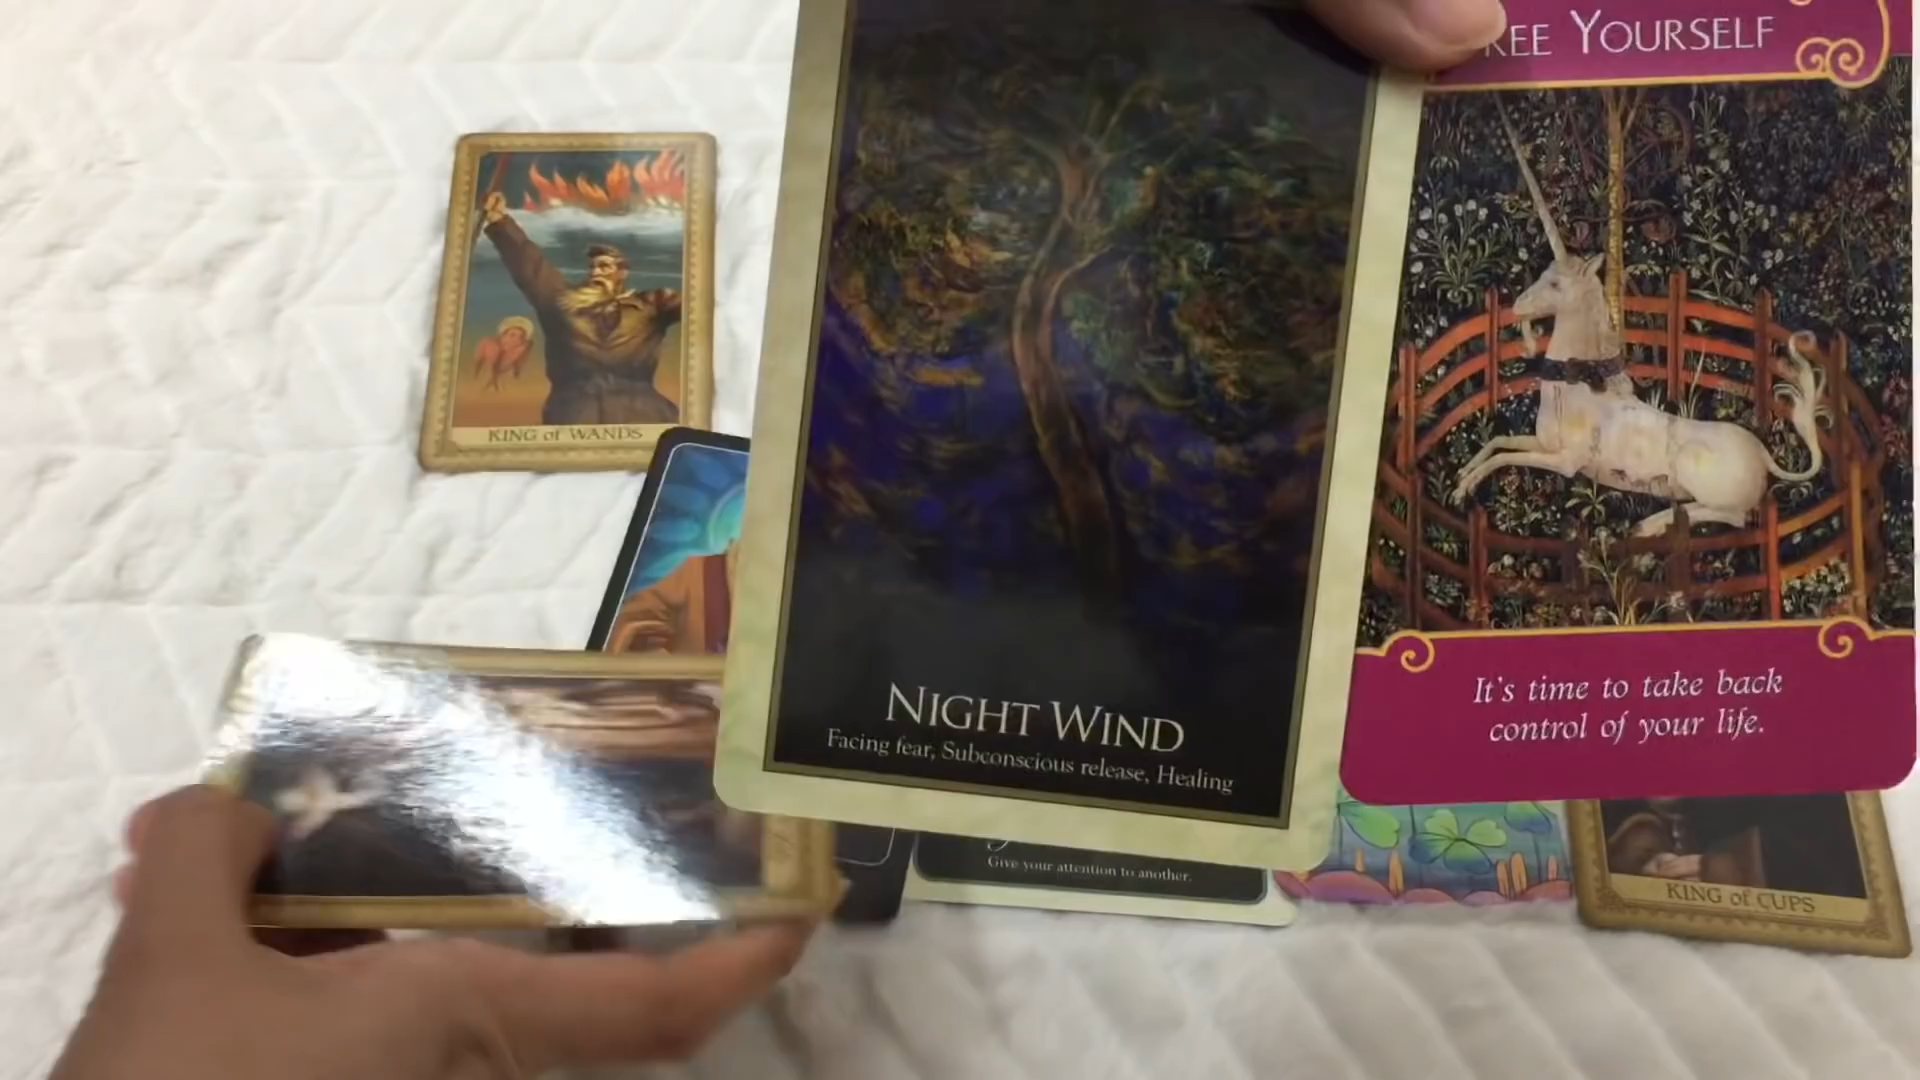 REE YOURSELF
KING of WANDS
It's time to take back
control of your life.
NIGHT WIND
Facing fear, Subconscious release, Healing
Give your attention to another.
KING of CUPS